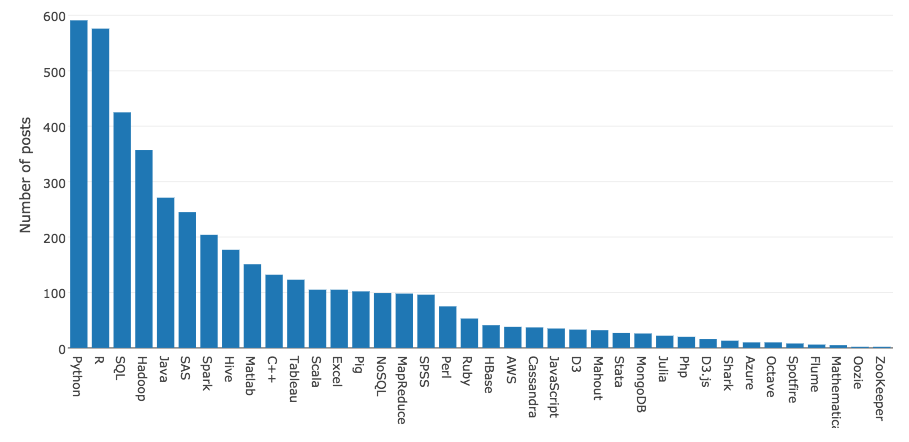 600
500
400
300
200
100
0
Number of posts
Python
R
SQL
Hadoop
Java
SAS
Spark
Hive
Matlab
C++
Tableau
Scala
Excel
Pig
NoSQL
MapReduce
SPSS
Perl
Ruby
HBase
AWS
Cassandra
JavaScript
D3
Mahout
Stata
MongoDB
Julia
Php
D3.js
Shark
Azure
Octave
Spotfire
Flume
Mathematica
Oozie
ZooKeeper